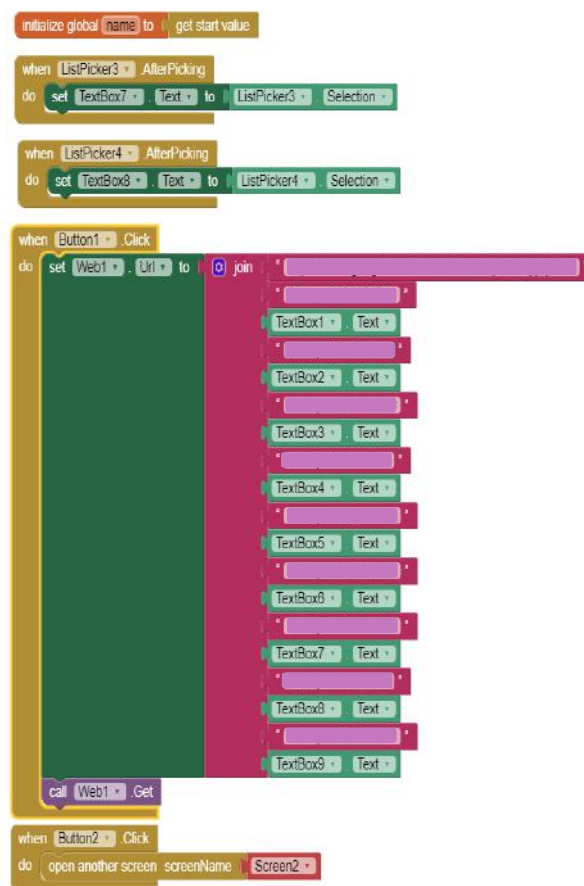 initialize global name to get start value
when ListPicker3 .AfterPicking
do set TextBox7 . Text to ListPicker3 . Selection
when ListPicker4 .AfterPicking
do set TextBox8 . Text to ListPicker4 . Selection
when Button1 .Click
do set Web1 . Url to join " "
" "
TextBox1 . Text
" "
TextBox2 . Text
" "
TextBox3 . Text
" "
TextBox4 . Text
" "
TextBox5 . Text
" "
TextBox6 . Text
" "
TextBox7 . Text
" "
TextBox8 . Text
" "
TextBox9 . Text
call Web1 .Get
when Button2 .Click
do open another screen screenName Screen2